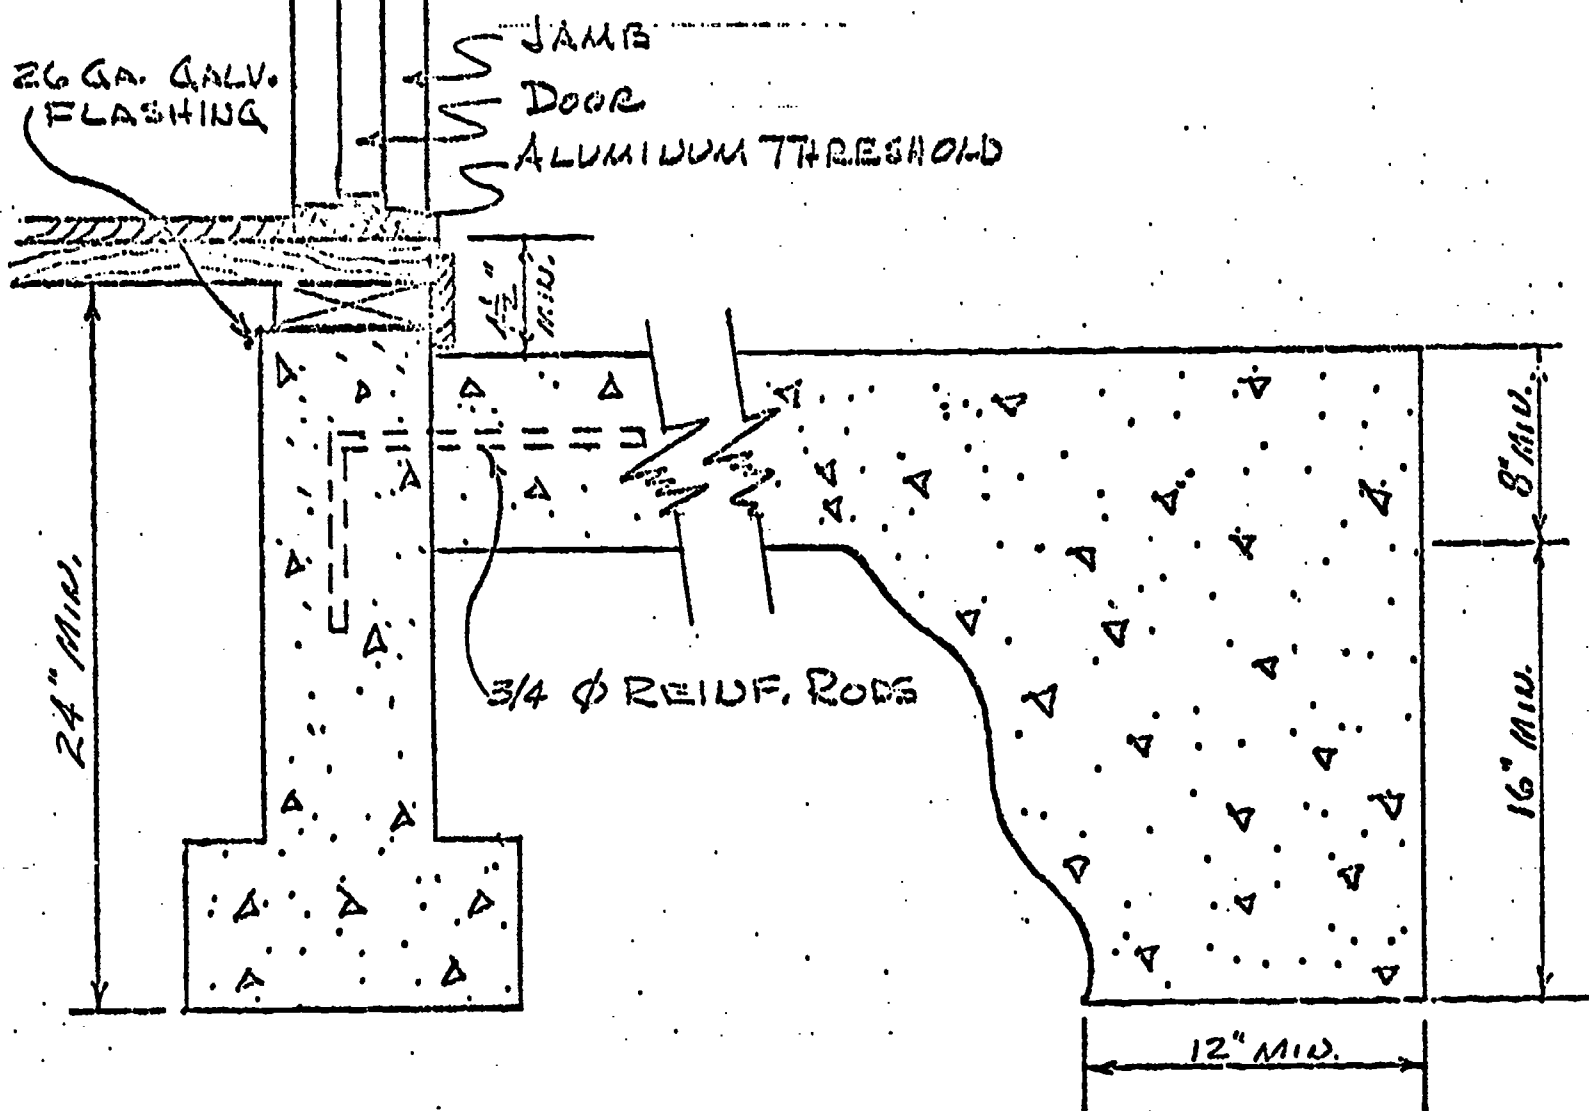 JAMB
26 GA. GALV.
FLASHING
DOOR
ALUMINUM THRESHOLD
MIN.
8" MIN.
24" MIN.
3/4 Ø REINF. RODS
16" MIN.
12" MIN.